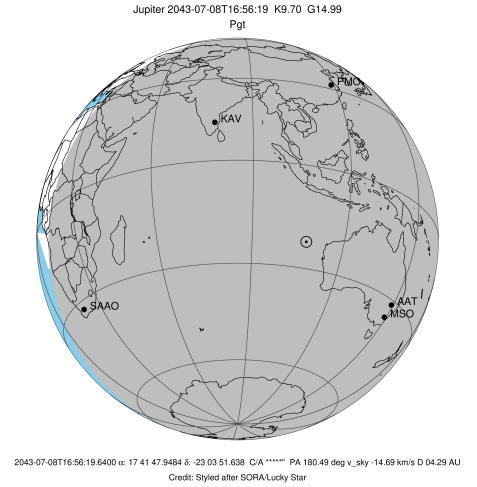 Jupiter 2043-07-08T16:56:19 K9.70 G14.99
Pgt
PMO
KAV
SAAO
AAT
MSO
2043-07-08T16:56:19.6400 α: 17 41 47.9484 δ: -23 03 51.638 C/A *****" PA 180.49 deg v_sky -14.69 km/s D 04.29 AU
Credit: Styled after SORA/Lucky Star